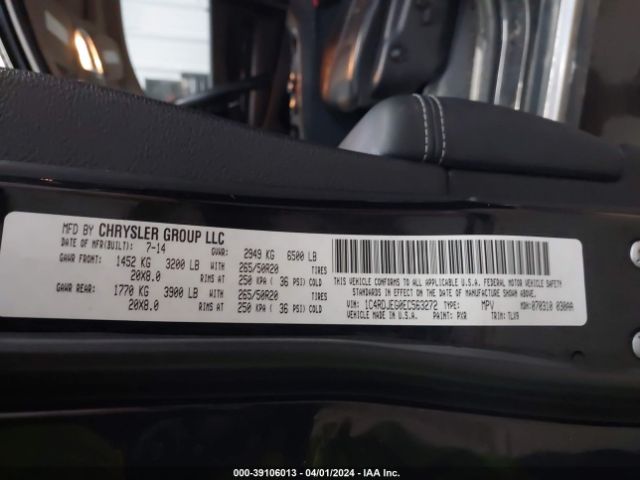 MFD BY CHRYSLER GROUP LLC
DATE OF MFR(BUILT): 7-14 GVWR: 2949 KG 6500 LB
GAWR FRONT: 1452 KG 3200 LB WITH 265/50R20 TIRES
20X8.0 RIMS AT 250 KPA ( 36 PSI) COLD
GAWR REAR: 1770 KG 3900 LB WITH 265/50R20 TIRES
20X8.0 RIMS AT 250 KPA ( 36 PSI) COLD
THIS VEHICLE CONFORMS TO ALL APPLICABLE U.S.A. FEDERAL MOTOR VEHICLE SAFETY
STANDARDS IN EFFECT ON THE DATE OF MANUFACTURE SHOWN ABOVE.
VIN: 1C4RDJEG0EC563272 TYPE: MPV MDH: 070310 030AA
PAINT: PXR TRIM: TLX9
000-39106013 - 04/01/2024 - IAA Inc.